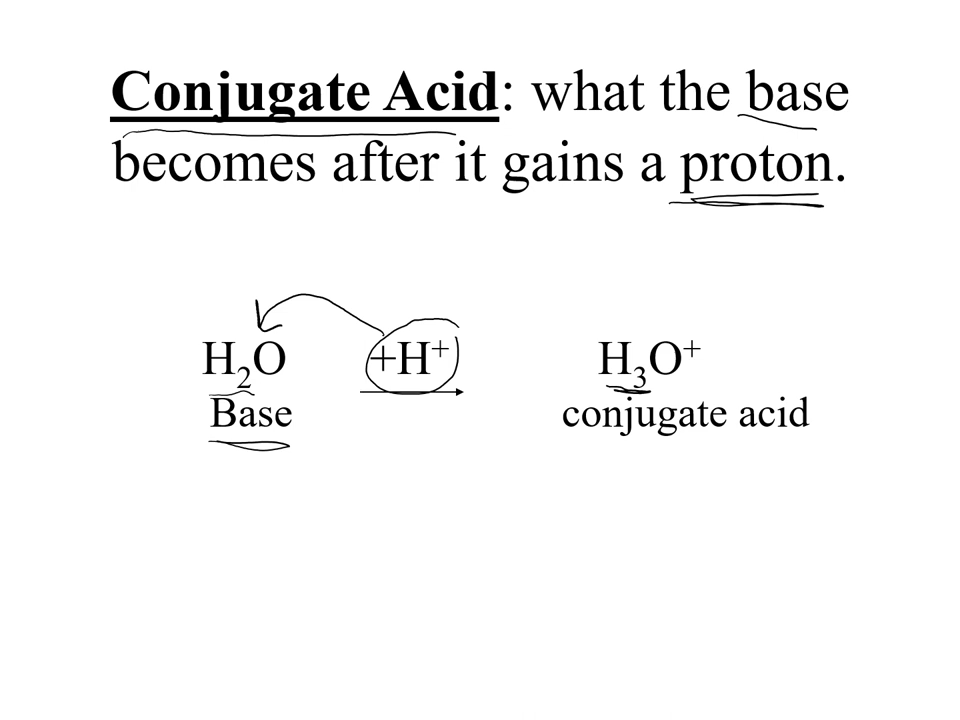 Conjugate Acid: what the base
becomes after it gains a proton.
H₂O +H⁺ H₃O⁺
Base conjugate acid